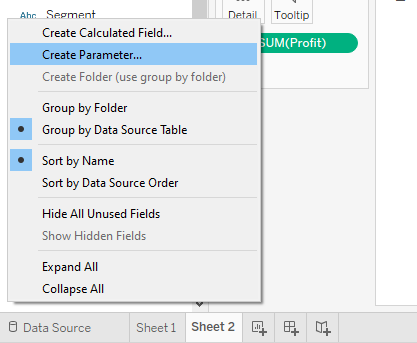 Abc Segment
Detail Tooltip
Create Calculated Field...
Create Parameter...
SUM(Profit)
Create Folder (use group by folder)
Group by Folder
Group by Data Source Table
Sort by Name
Sort by Data Source Order
Hide All Unused Fields
Show Hidden Fields
Expand All
Collapse All
Data Source Sheet 1 Sheet 2